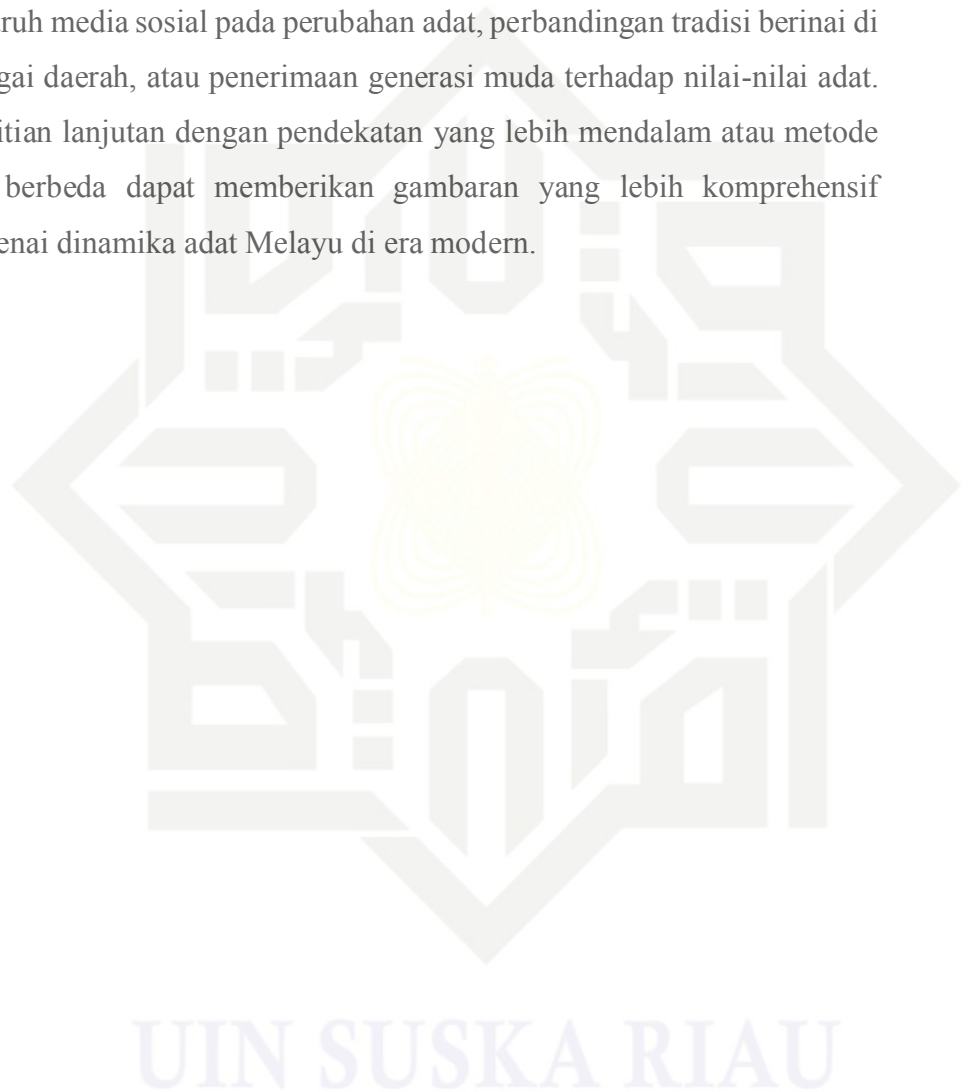 ruh media sosial pada perubahan adat, perbandingan tradisi berinai di
gai daerah, atau penerimaan generasi muda terhadap nilai-nilai adat.
itian lanjutan dengan pendekatan yang lebih mendalam atau metode
berbeda dapat memberikan gambaran yang lebih komprehensif
enai dinamika adat Melayu di era modern.
UIN SUSKA RIAU